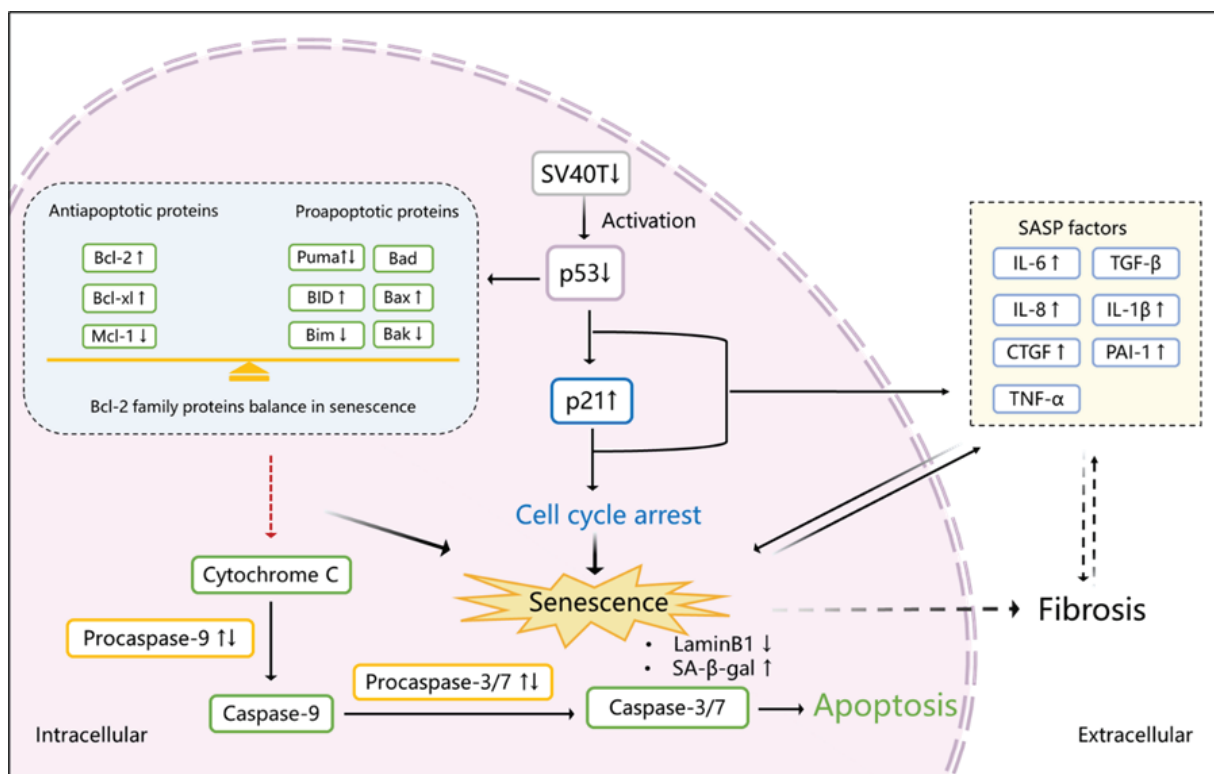 SV40T↓
Activation
p53↓
Antiapoptotic proteins
Proapoptotic proteins
Bcl-2 ↑
Puma↑↓
Bad
Bcl-xl ↑
BID ↑
Bax ↑
Mcl-1 ↓
Bim ↓
Bak ↓
Bcl-2 family proteins balance in senescence
p21↑
Cell cycle arrest
SASP factors
IL-6 ↑
TGF-β
IL-8 ↑
IL-1β ↑
CTGF ↑
PAI-1 ↑
TNF-α
Cytochrome C
Senescence
Fibrosis
• LaminB1 ↓
• SA-β-gal ↑
Procaspase-9 ↑↓
Procaspase-3/7 ↑↓
Caspase-9
Caspase-3/7
Apoptosis
Intracellular
Extracellular